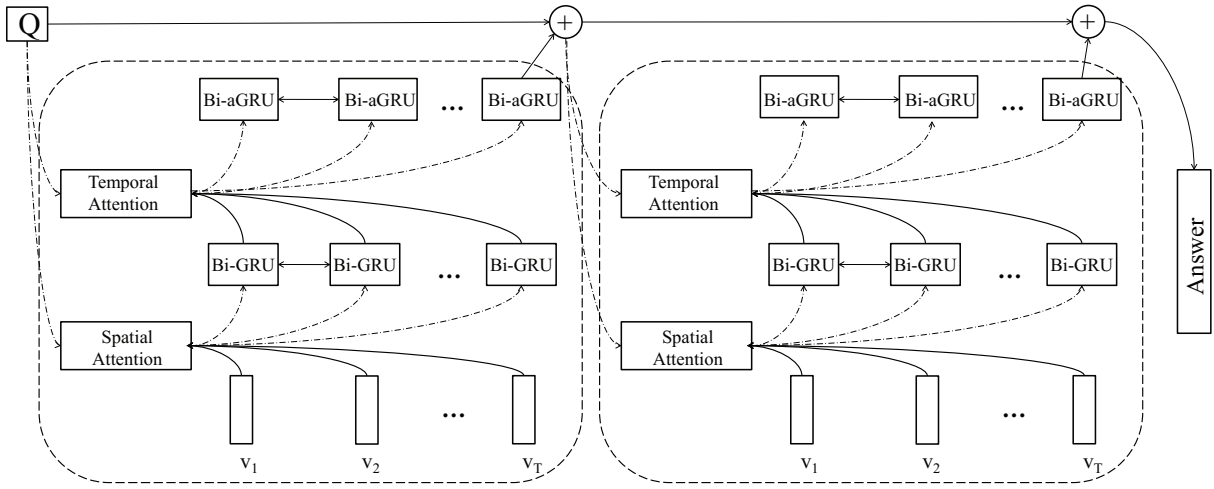 Q
+
+
Bi-aGRU
Bi-aGRU
...
Bi-aGRU
Temporal
Attention
Bi-GRU
Bi-GRU
...
Bi-GRU
Spatial
Attention
...
v1
v2
vT
Bi-aGRU
Bi-aGRU
...
Bi-aGRU
Temporal
Attention
Bi-GRU
Bi-GRU
...
Bi-GRU
Spatial
Attention
...
v1
v2
vT
Answer